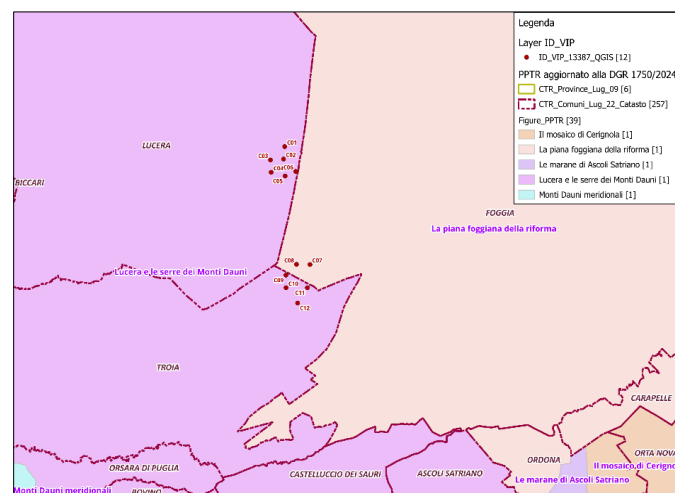 Legenda
Layer ID_VIP
ID_VIP_13387_QGIS [12]
PPTR aggiornato alla DGR 1750/2024
CTR_Province_Lug_09 [6]
CTR_Comuni_Lug_22_Catasto [257]
Figure_PPTR [39]
Il mosaico di Cerignola [1]
La piana foggiana della riforma [1]
Le marane di Ascoli Satriano [1]
Lucera e le serre dei Monti Dauni [1]
Monti Dauni meridionali [1]
LUCERA
C01
C03 C02
C04 C06
C05
BICCARI
FOGGIA
La piana foggiana della riforma
C08 C07
Lucera e le serre dei Monti Dauni
C09 C10
C11
C12
TROIA
CARAPELLE
ORDONA
ORTA NOVA
ORSARA DI PUGLIA
CASTELLUCCIO DEI SAURI
ASCOLI SATRIANO
Il mosaico di Cerigno
Le marane di Ascoli Satriano
Monti Dauni meridionali
BOVINO